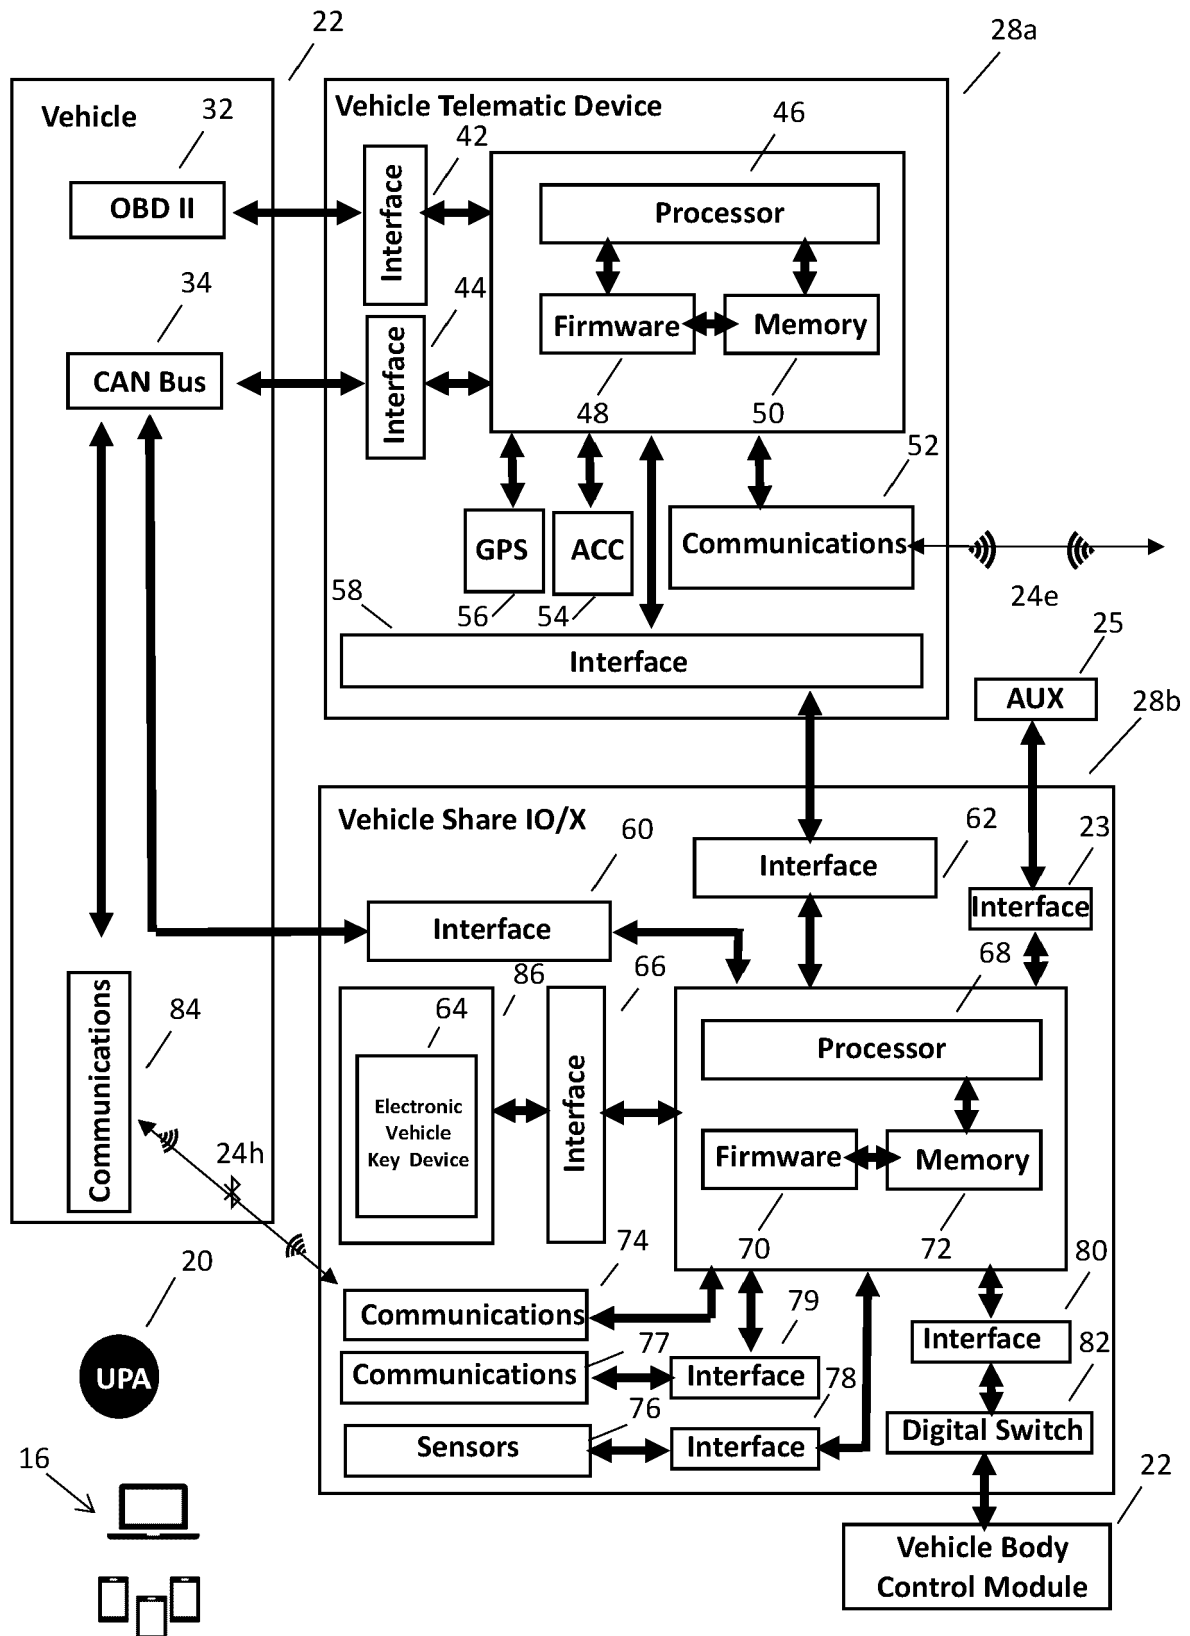 22
28a
Vehicle
32
Vehicle Telematic Device
42
46
OBD II
Interface
Processor
34
44
Firmware
Memory
CAN Bus
Interface
48
50
52
GPS
ACC
Communications
58
56
54
24e
25
Interface
AUX
28b
Vehicle Share IO/X
60
62
23
Interface
Interface
Interface
86
66
68
84
64
Processor
Communications
Electronic
Vehicle
Key Device
Interface
Firmware
Memory
24h
74
70
72
80
20
Communications
79
Interface
82
77
UPA
Communications
Interface
78
76
Digital Switch
16
Sensors
Interface
22
Vehicle Body
Control Module